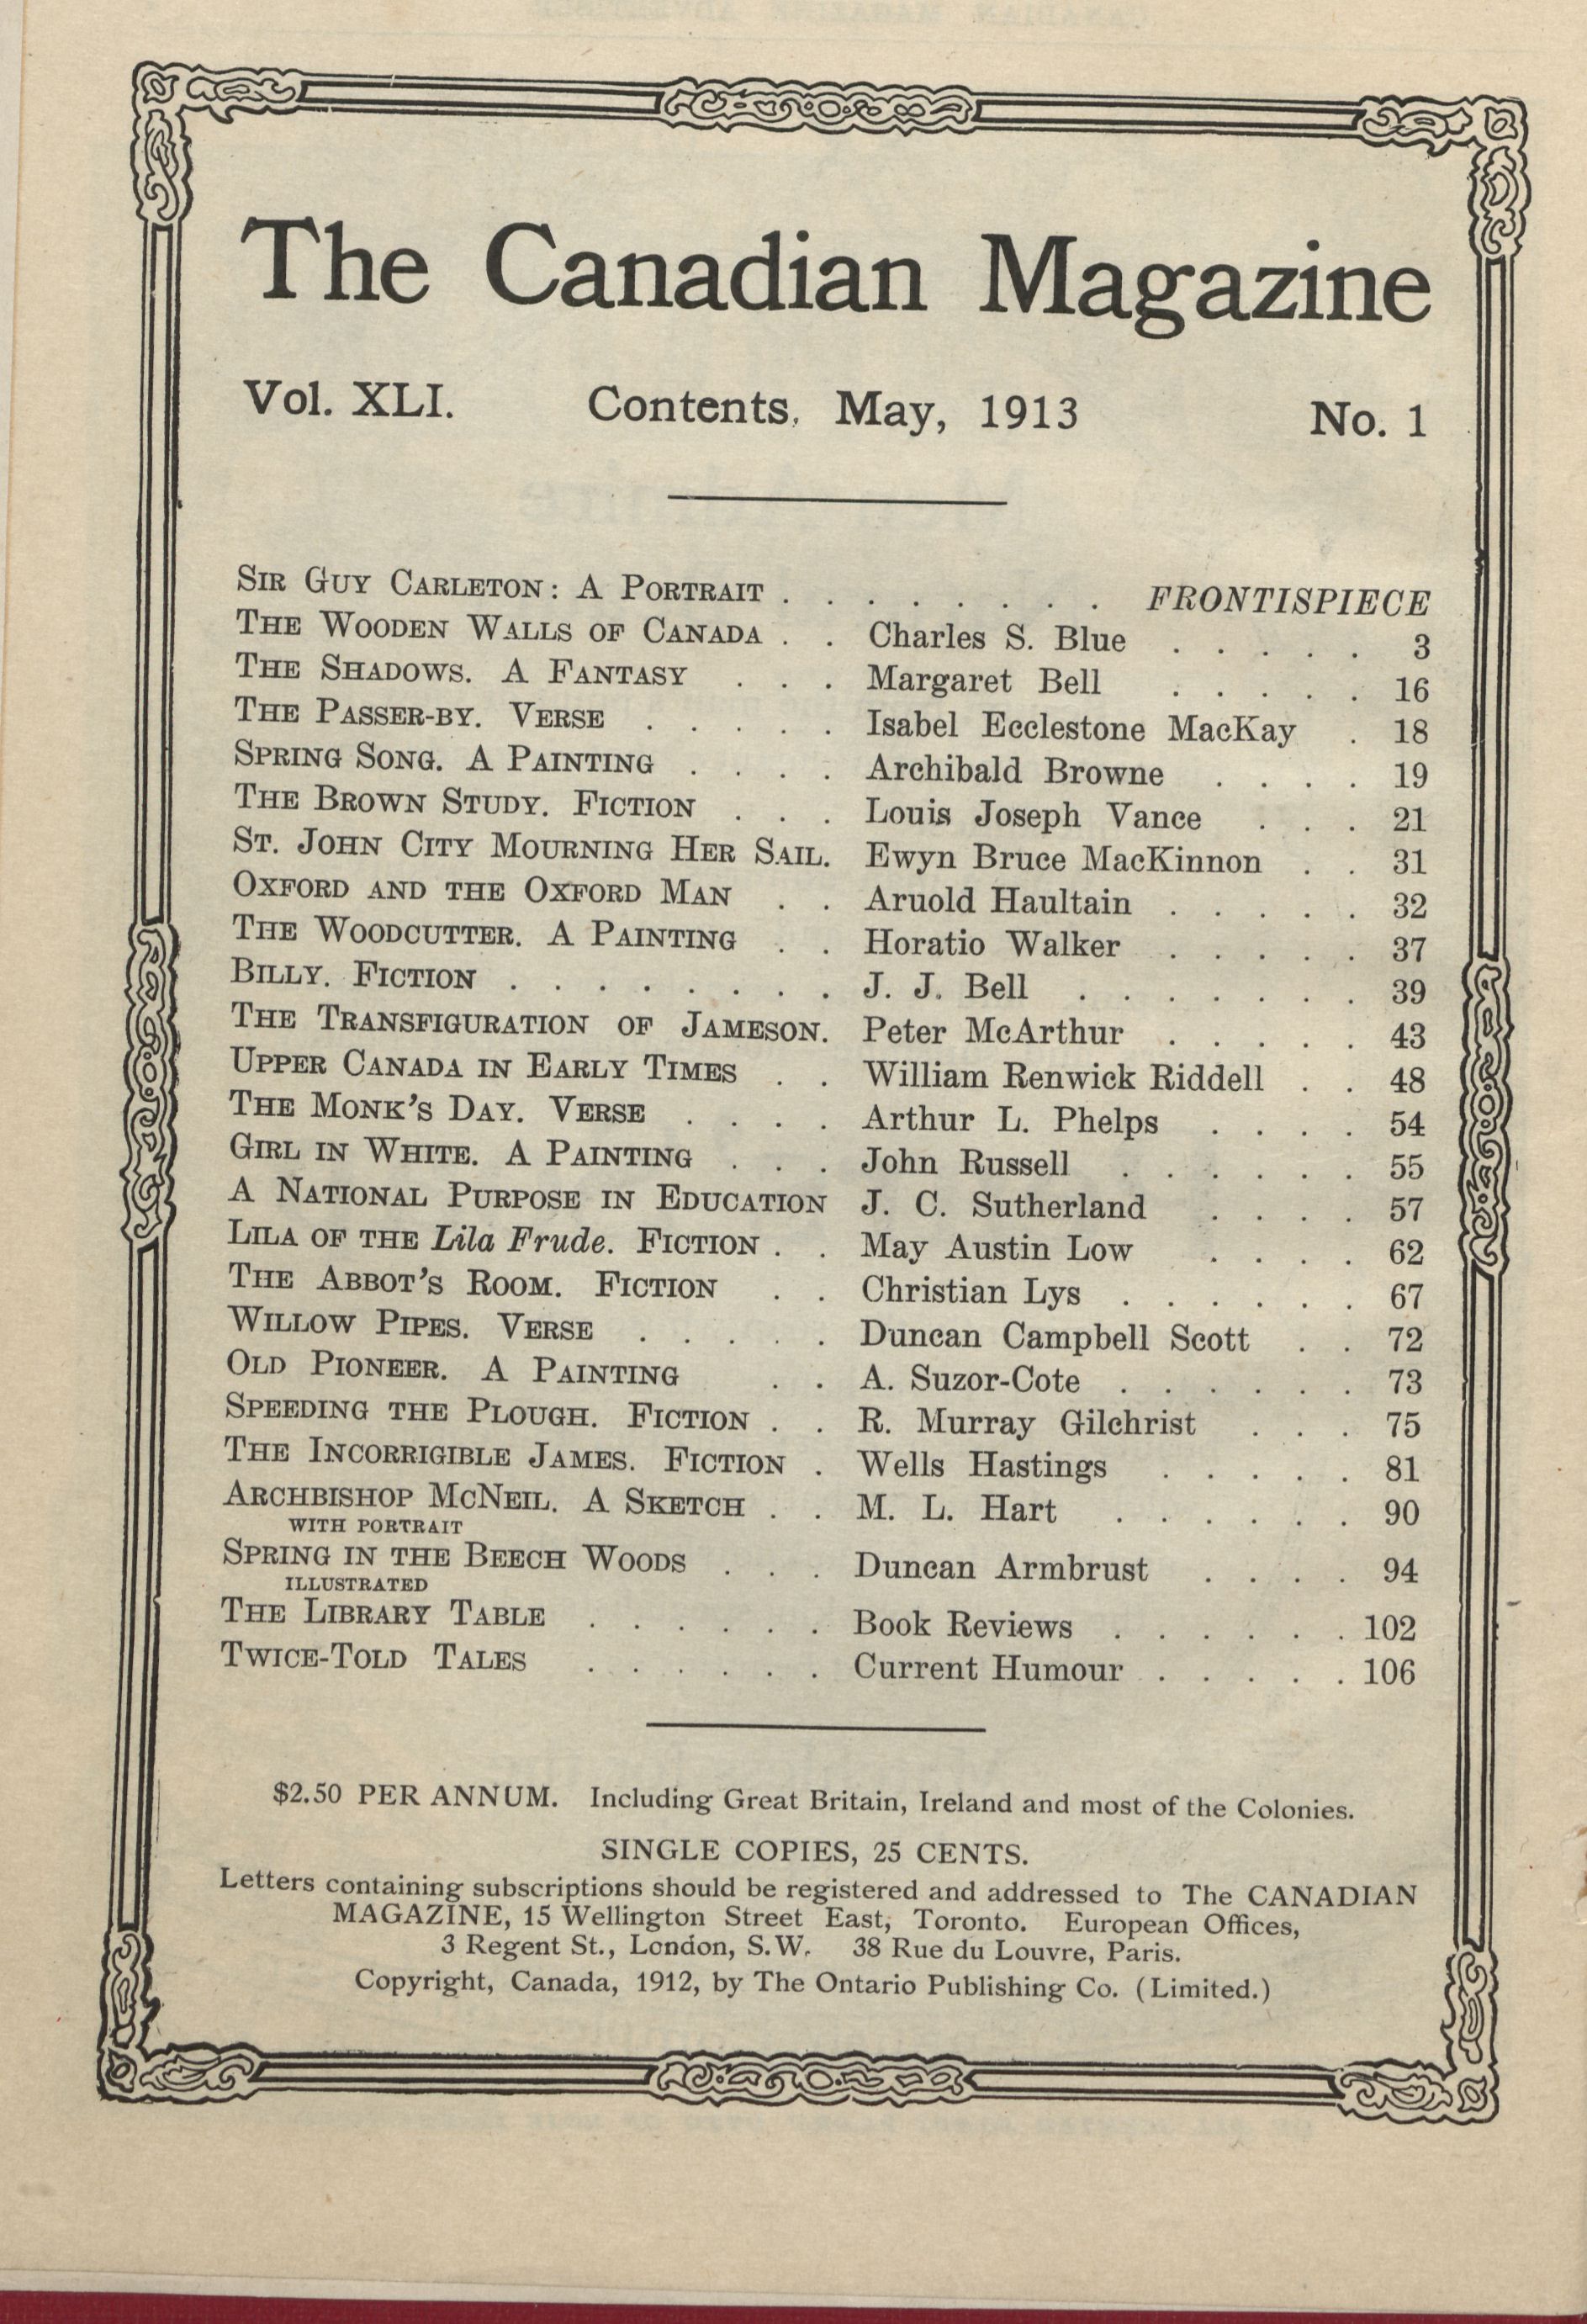 The Canadian Magazine
Vol. XLI. Contents, May, 1913 No. 1
SIR GUY CARLETON: A PORTRAIT . . . . . . . . FRONTISPIECE
THE WOODEN WALLS OF CANADA . . Charles S. Blue . . . . . 3
THE SHADOWS. A FANTASY . . . Margaret Bell . . . . . 16
THE PASSER-BY. VERSE . . . . . Isabel Ecclestone MacKay . 18
SPRING SONG. A PAINTING . . . . Archibald Browne . . . . 19
THE BROWN STUDY. FICTION . . . Louis Joseph Vance . . . 21
ST. JOHN CITY MOURNING HER SAIL. Ewyn Bruce MacKinnon . . 31
OXFORD AND THE OXFORD MAN . . Aruold Haultain . . . . . 32
THE WOODCUTTER. A PAINTING . . Horatio Walker . . . . . 37
BILLY. FICTION . . . . . . . . J. J. Bell . . . . . . . 39
THE TRANSFIGURATION OF JAMESON. Peter McArthur . . . . . 43
UPPER CANADA IN EARLY TIMES . . William Renwick Riddell . . 48
THE MONK'S DAY. VERSE . . . . Arthur L. Phelps . . . . 54
GIRL IN WHITE. A PAINTING . . . John Russell . . . . . . 55
A NATIONAL PURPOSE IN EDUCATION J. C. Sutherland . . . . 57
LILA OF THE Lila Frude. FICTION . . May Austin Low . . . . 62
THE ABBOT'S ROOM. FICTION . . Christian Lys . . . . . . 67
WILLOW PIPES. VERSE . . . . . Duncan Campbell Scott . . 72
OLD PIONEER. A PAINTING . . A. Suzor-Cote . . . . . . 73
SPEEDING THE PLOUGH. FICTION . . R. Murray Gilchrist . . . 75
THE INCORRIGIBLE JAMES. FICTION . Wells Hastings . . . . . 81
ARCHBISHOP MCNEIL. A SKETCH . . M. L. Hart . . . . . . 90
WITH PORTRAIT
SPRING IN THE BEECH WOODS . . . Duncan Armbrust . . . . 94
ILLUSTRATED
THE LIBRARY TABLE . . . . . . Book Reviews . . . . . . 102
TWICE-TOLD TALES . . . . . . Current Humour . . . . . 106
$2.50 PER ANNUM. Including Great Britain, Ireland and most of the Colonies.
SINGLE COPIES, 25 CENTS.
Letters containing subscriptions should be registered and addressed to The CANADIAN
MAGAZINE, 15 Wellington Street East, Toronto. European Offices,
3 Regent St., London, S.W. 38 Rue du Louvre, Paris.
Copyright, Canada, 1912, by The Ontario Publishing Co. (Limited.)